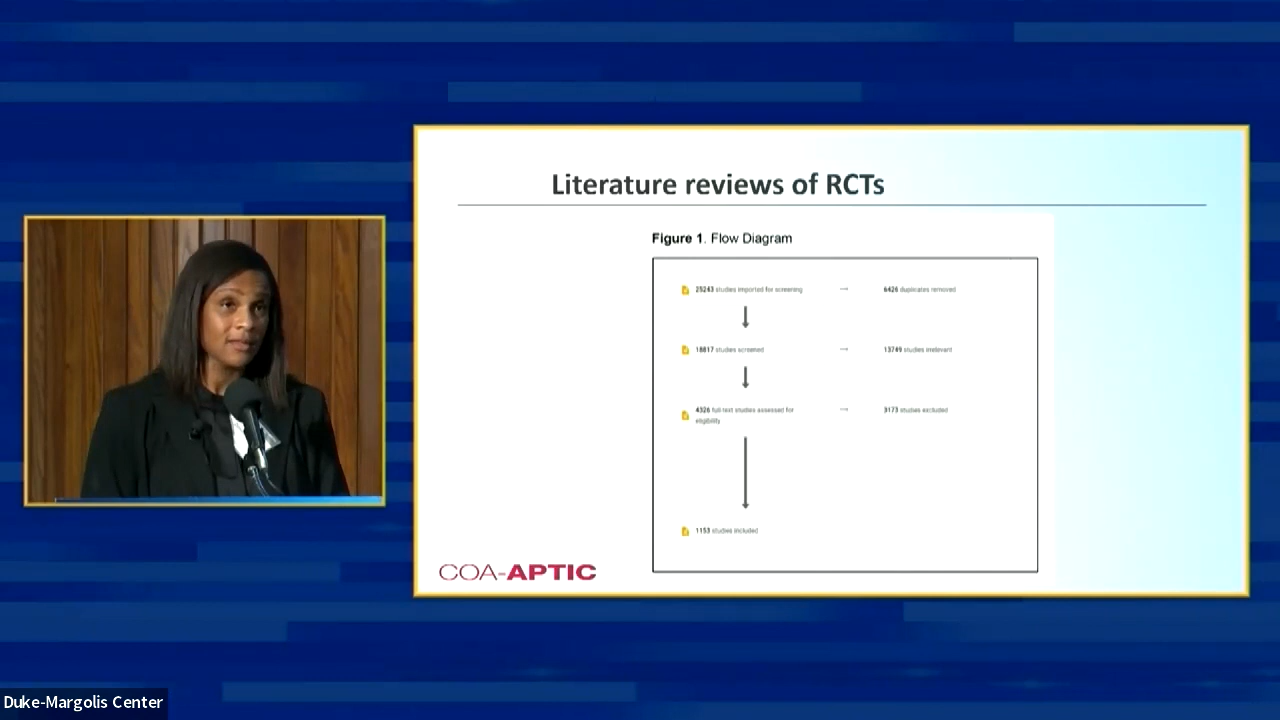 Literature reviews of RCTs
Figure 1. Flow Diagram
25243 studies imported for screening → 6426 duplicates removed
18817 studies screened → 13749 studies irrelevant
4326 full-text studies assessed for → 3173 studies excluded
eligibility
1153 studies included
COA-APTIC
Duke-Margolis Center